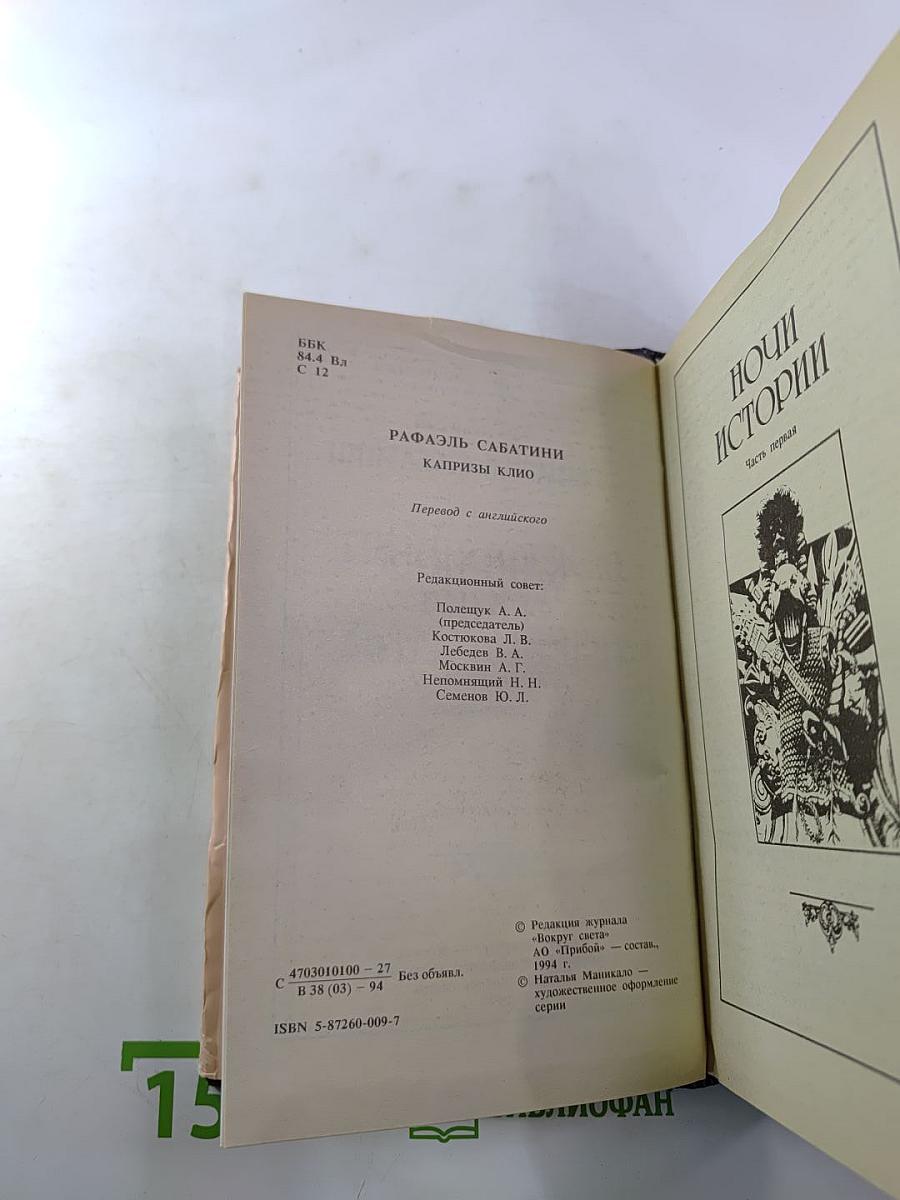 ББК
84.4 Вл
С 12
РАФАЭЛЬ САБАТИНИ
КАПРИЗЫ КЛИО
Перевод с английского
Редакционный совет:
Полещук А. А.
(председатель)
Костюкова Л. В.
Лебедев В. А.
Москвин А. Г.
Непомнящий Н. Н.
Семенов Ю. Л.
© Редакция журнала
«Вокруг света»
АО «Прибой» — состав.,
1994 г.
© Наталья Маникало —
художественное оформление
серии
С 4703010100 – 27
В 38 (03) – 94
Без объявл.
ISBN 5-87260-009-7
НОЧИ
ИСТОРИИ
Часть первая
15